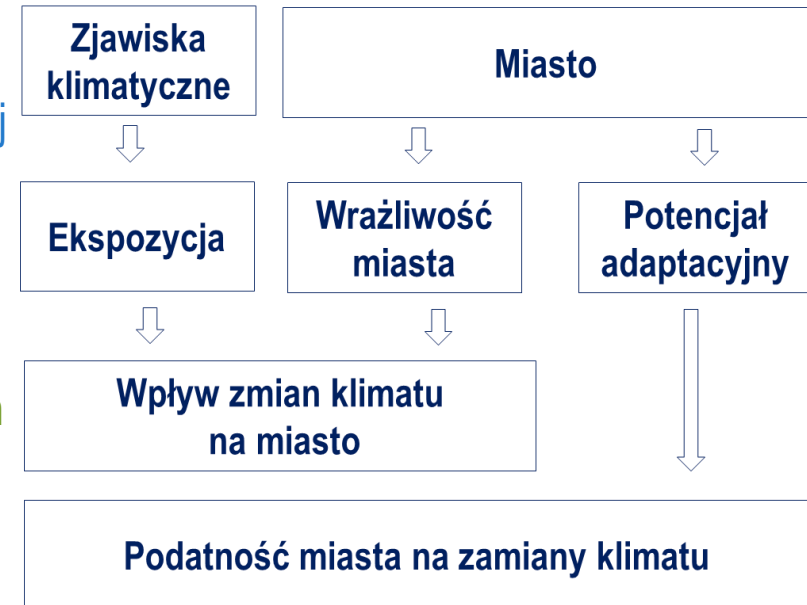 Zjawiska
klimatyczne
Miasto
j
Ekspozycja
Wrażliwość
miasta
Potencjał
adaptacyjny
Wpływ zmian klimatu
na miasto
Podatność miasta na zamiany klimatu